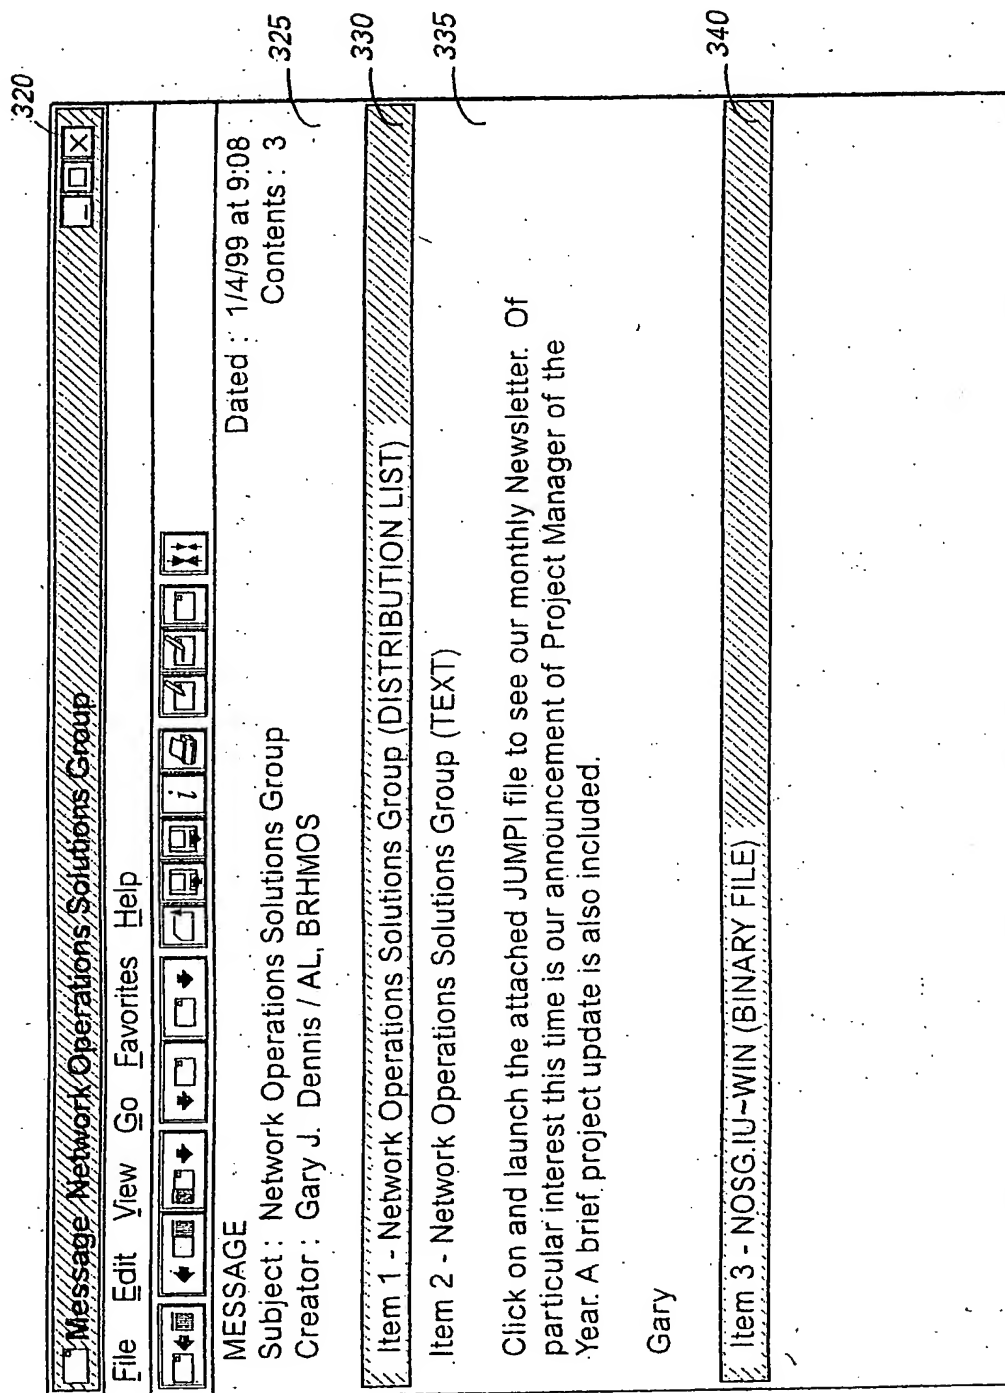 320
Message Network Operations Solutions Group
File Edit View Go Favorites Help
i
MESSAGE
Subject : Network Operations Solutions Group
Dated : 1/4/99 at 9:08
Creator : Gary J. Dennis / AL, BRHMOS
Contents : 3
325
Item 1 - Network Operations Solutions Group (DISTRIBUTION LIST)
330
Item 2 - Network Operations Solutions Group (TEXT)
335
Click on and launch the attached JUMPI file to see our monthly Newsletter. Of
particular interest this time is our announcement of Project Manager of the
Year. A brief project update is also included.
Gary
Item 3 - NOSG.IU~WIN (BINARY FILE)
340